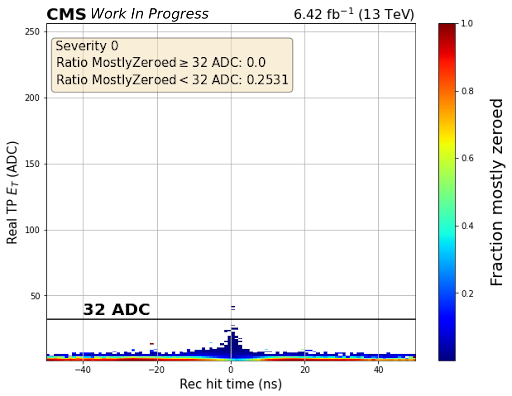 CMS Work In Progress
6.42 fb⁻¹ (13 TeV)
Severity 0
Ratio MostlyZeroed ≥ 32 ADC: 0.0
Ratio MostlyZeroed < 32 ADC: 0.2531
250
200
150
100
50
Real TP E_T (ADC)
32 ADC
−40
−20
0
20
40
Rec hit time (ns)
1.0
0.8
0.6
0.4
0.2
Fraction mostly zeroed